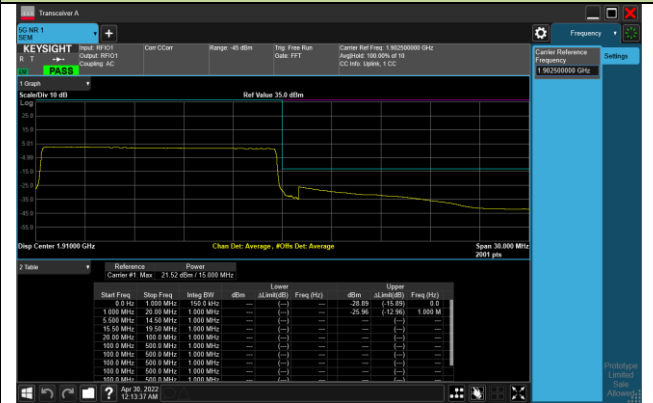 Transceiver A
5G NR 1
SEM
Frequency
KEYSIGHT
R T
LW
PASS
Input: RFIO1
Output: RFIO1
Coupling: AC
Corr CCorr
Range: -45 dBm
Trig: Free Run
Gate: FFT
Carrier Ref Freq: 1.902500000 GHz
Avg|Hold: 100.00% of 10
CC Info: Uplink, 1 CC
Carrier Reference
Frequency
1.902500000 GHz
Settings
1 Graph
Scale/Div 10 dB
Ref Value 35.0 dBm
Log
25.0
15.0
5.01
-4.99
-15.0
-25.0
-35.0
-45.0
-55.0
Disp Center 1.91000 GHz
Chan Det: Average, #Offs Det: Average
Span 30.000 MHz
2001 pts
2 Table
Reference Power
Carrier #1 Max 21.52 dBm / 15.000 MHz
Lower Upper
Start Freq Stop Freq Integ BW dBm ΔLimit(dB) Freq (Hz) dBm ΔLimit(dB) Freq (Hz)
0.0 Hz 1.000 MHz 150.0 kHz --- (---) --- -28.89 (-15.89) 0.0
1.000 MHz 20.00 MHz 1.000 MHz --- (---) --- -25.96 (-12.96) 1.000 M
5.500 MHz 14.50 MHz 1.000 MHz --- (---) --- --- (---) ---
15.50 MHz 19.50 MHz 1.000 MHz --- (---) --- --- (---) ---
20.00 MHz 100.0 MHz 1.000 MHz --- (---) --- --- (---) ---
100.0 MHz 500.0 MHz 1.000 MHz --- (---) --- --- (---) ---
100.0 MHz 500.0 MHz 1.000 MHz --- (---) --- --- (---) ---
100.0 MHz 500.0 MHz 1.000 MHz --- (---) --- --- (---) ---
100.0 MHz 500.0 MHz 1.000 MHz --- (---) --- --- (---) ---
100.0 MHz 500.0 MHz 1.000 MHz --- (---) --- --- (---) ---
Prototype
Limited
Sale
Allowed
Apr 30, 2022
12:13:37 AM